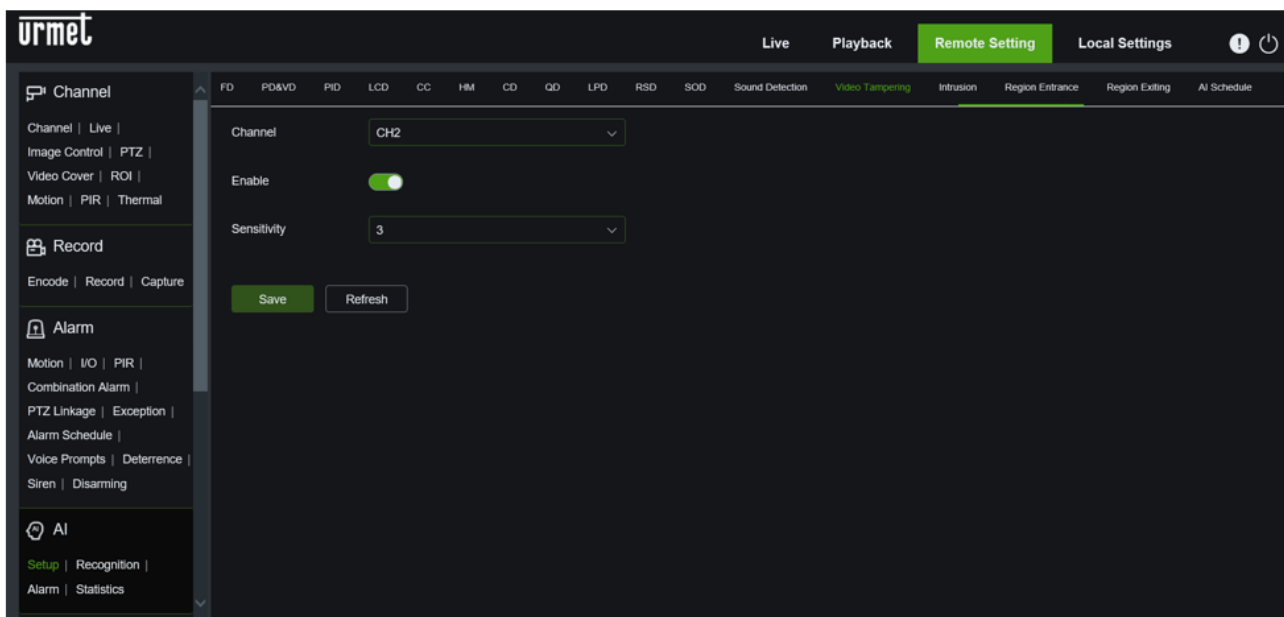 urmet
Live Playback Remote Setting Local Settings
Channel
Channel | Live |
Image Control | PTZ |
Video Cover | ROI |
Motion | PIR | Thermal
Record
Encode | Record | Capture
Alarm
Motion | I/O | PIR |
Combination Alarm |
PTZ Linkage | Exception |
Alarm Schedule |
Voice Prompts | Deterrence |
Siren | Disarming
AI
Setup | Recognition |
Alarm | Statistics
FD PD&VD PID LCD CC HM CD QD LPD RSD SOD Sound Detection Video Tampering Intrusion Region Entrance Region Exiting AI Schedule
Channel CH2
Enable
Sensitivity 3
Save Refresh